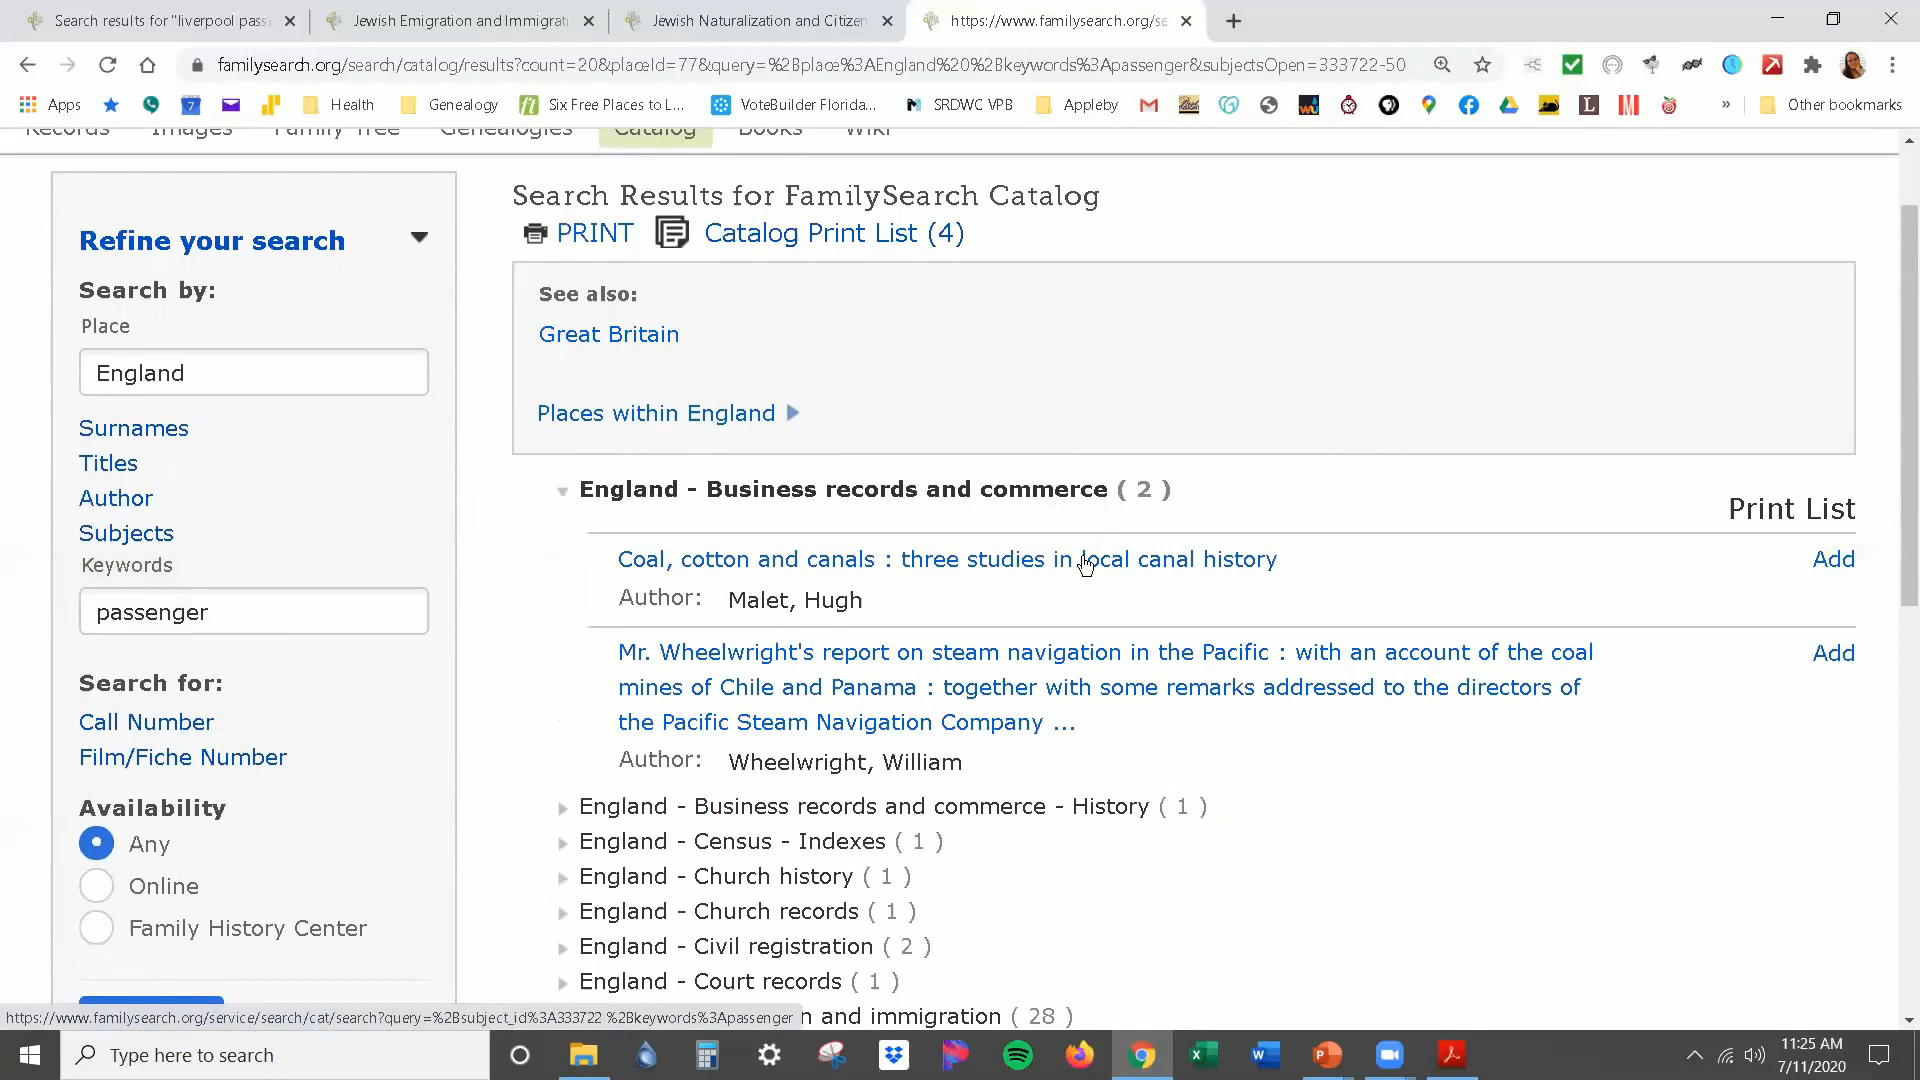 Search results for "liverpool pass
Jewish Emigration and Immigrat
Jewish Naturalization and Citizen
https://www.familysearch.org/se
familysearch.org/search/catalog/results?count=20&placeId=77&query=%2Bplace%3AEngland%20%2Bkeywords%3Apassenger&subjectsOpen=333722-50
Apps
Health
Genealogy
Six Free Places to L...
VoteBuilder Florida...
SRDWC VPB
Appleby
» Other bookmarks
Records Images Family Tree Genealogies Catalog Books Wiki
Refine your search
Search by:
Place
England
Surnames
Titles
Author
Subjects
Keywords
passenger
Search for:
Call Number
Film/Fiche Number
Availability
Any
Online
Family History Center
Search Results for FamilySearch Catalog
PRINT Catalog Print List (4)
See also:
Great Britain
Places within England
England - Business records and commerce ( 2 )
Print List
Coal, cotton and canals : three studies in local canal history Add
Author: Malet, Hugh
Mr. Wheelwright's report on steam navigation in the Pacific : with an account of the coal Add
mines of Chile and Panama : together with some remarks addressed to the directors of
the Pacific Steam Navigation Company ...
Author: Wheelwright, William
England - Business records and commerce - History ( 1 )
England - Census - Indexes ( 1 )
England - Church history ( 1 )
England - Church records ( 1 )
England - Civil registration ( 2 )
England - Court records ( 1 )
n and immigration ( 28 )
https://www.familysearch.org/service/search/cat/search?query=%2Bsubject_id%3A333722 %2Bkeywords%3Apassenger
Type here to search
11:25 AM
7/11/2020